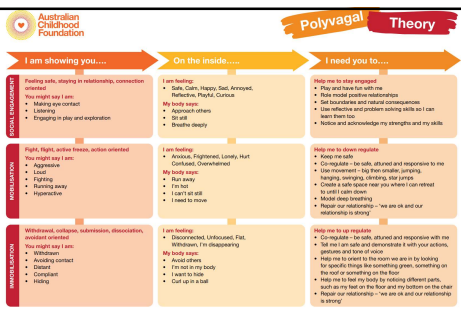 Australian
Childhood
Foundation
Polyvagal
Theory
I am showing you....
On the inside.....
I need you to....
SOCIAL ENGAGEMENT
Feeling safe, staying in relationship, connection
oriented
You might say I am:
• Making eye contact
• Listening
• Engaging in play and exploration
I am feeling:
• Safe, Calm, Happy, Sad, Annoyed,
Reflective, Playful, Curious
My body says:
• Approach others
• Sit still
• Breathe deeply
Help me to stay engaged
• Play and have fun with me
• Role model positive relationships
• Set boundaries and natural consequences
• Use reflective and problem solving skills so I can
learn them too
• Notice and acknowledge my strengths and my skills
MOBILISATION
Fight, flight, active freeze, action oriented
You might say I am:
• Aggressive
• Loud
• Fighting
• Running away
• Hyperactive
I am feeling:
• Anxious, Frightened, Lonely, Hurt
Confused, Overwhelmed
My body says:
• Run away
• I'm hot
• I can't sit still
• I need to move
Help me to down regulate
• Keep me safe
• Co-regulate – be safe, attuned and responsive to me
• Use movement – big then smaller, jumping,
hanging, swinging, climbing, star jumps
• Create a safe space near you where I can retreat
to until I calm down
• Model deep breathing
• Repair our relationship – 'we are ok and our
relationship is strong'
IMMOBILISATION
Withdrawal, collapse, submission, dissociation,
avoidant oriented
You might say I am:
• Withdrawn
• Avoiding contact
• Distant
• Compliant
• Hiding
I am feeling:
• Disconnected, Unfocused, Flat,
Withdrawn, I'm disappearing
My body says:
• Avoid others
• I'm not in my body
• I want to hide
• Curl up in a ball
Help me to up regulate
• Co-regulate – be safe, attuned and responsive with me
• Tell me I am safe and demonstrate it with your actions,
gestures and tone of voice
• Help me to orient to the room we are in by looking
for specific things like something green, something on
the roof or something on the floor
• Help me to feel my body by noticing different parts,
such as my feet on the floor and my bottom on the chair
• Repair our relationship – 'we are ok and our relationship
is strong'